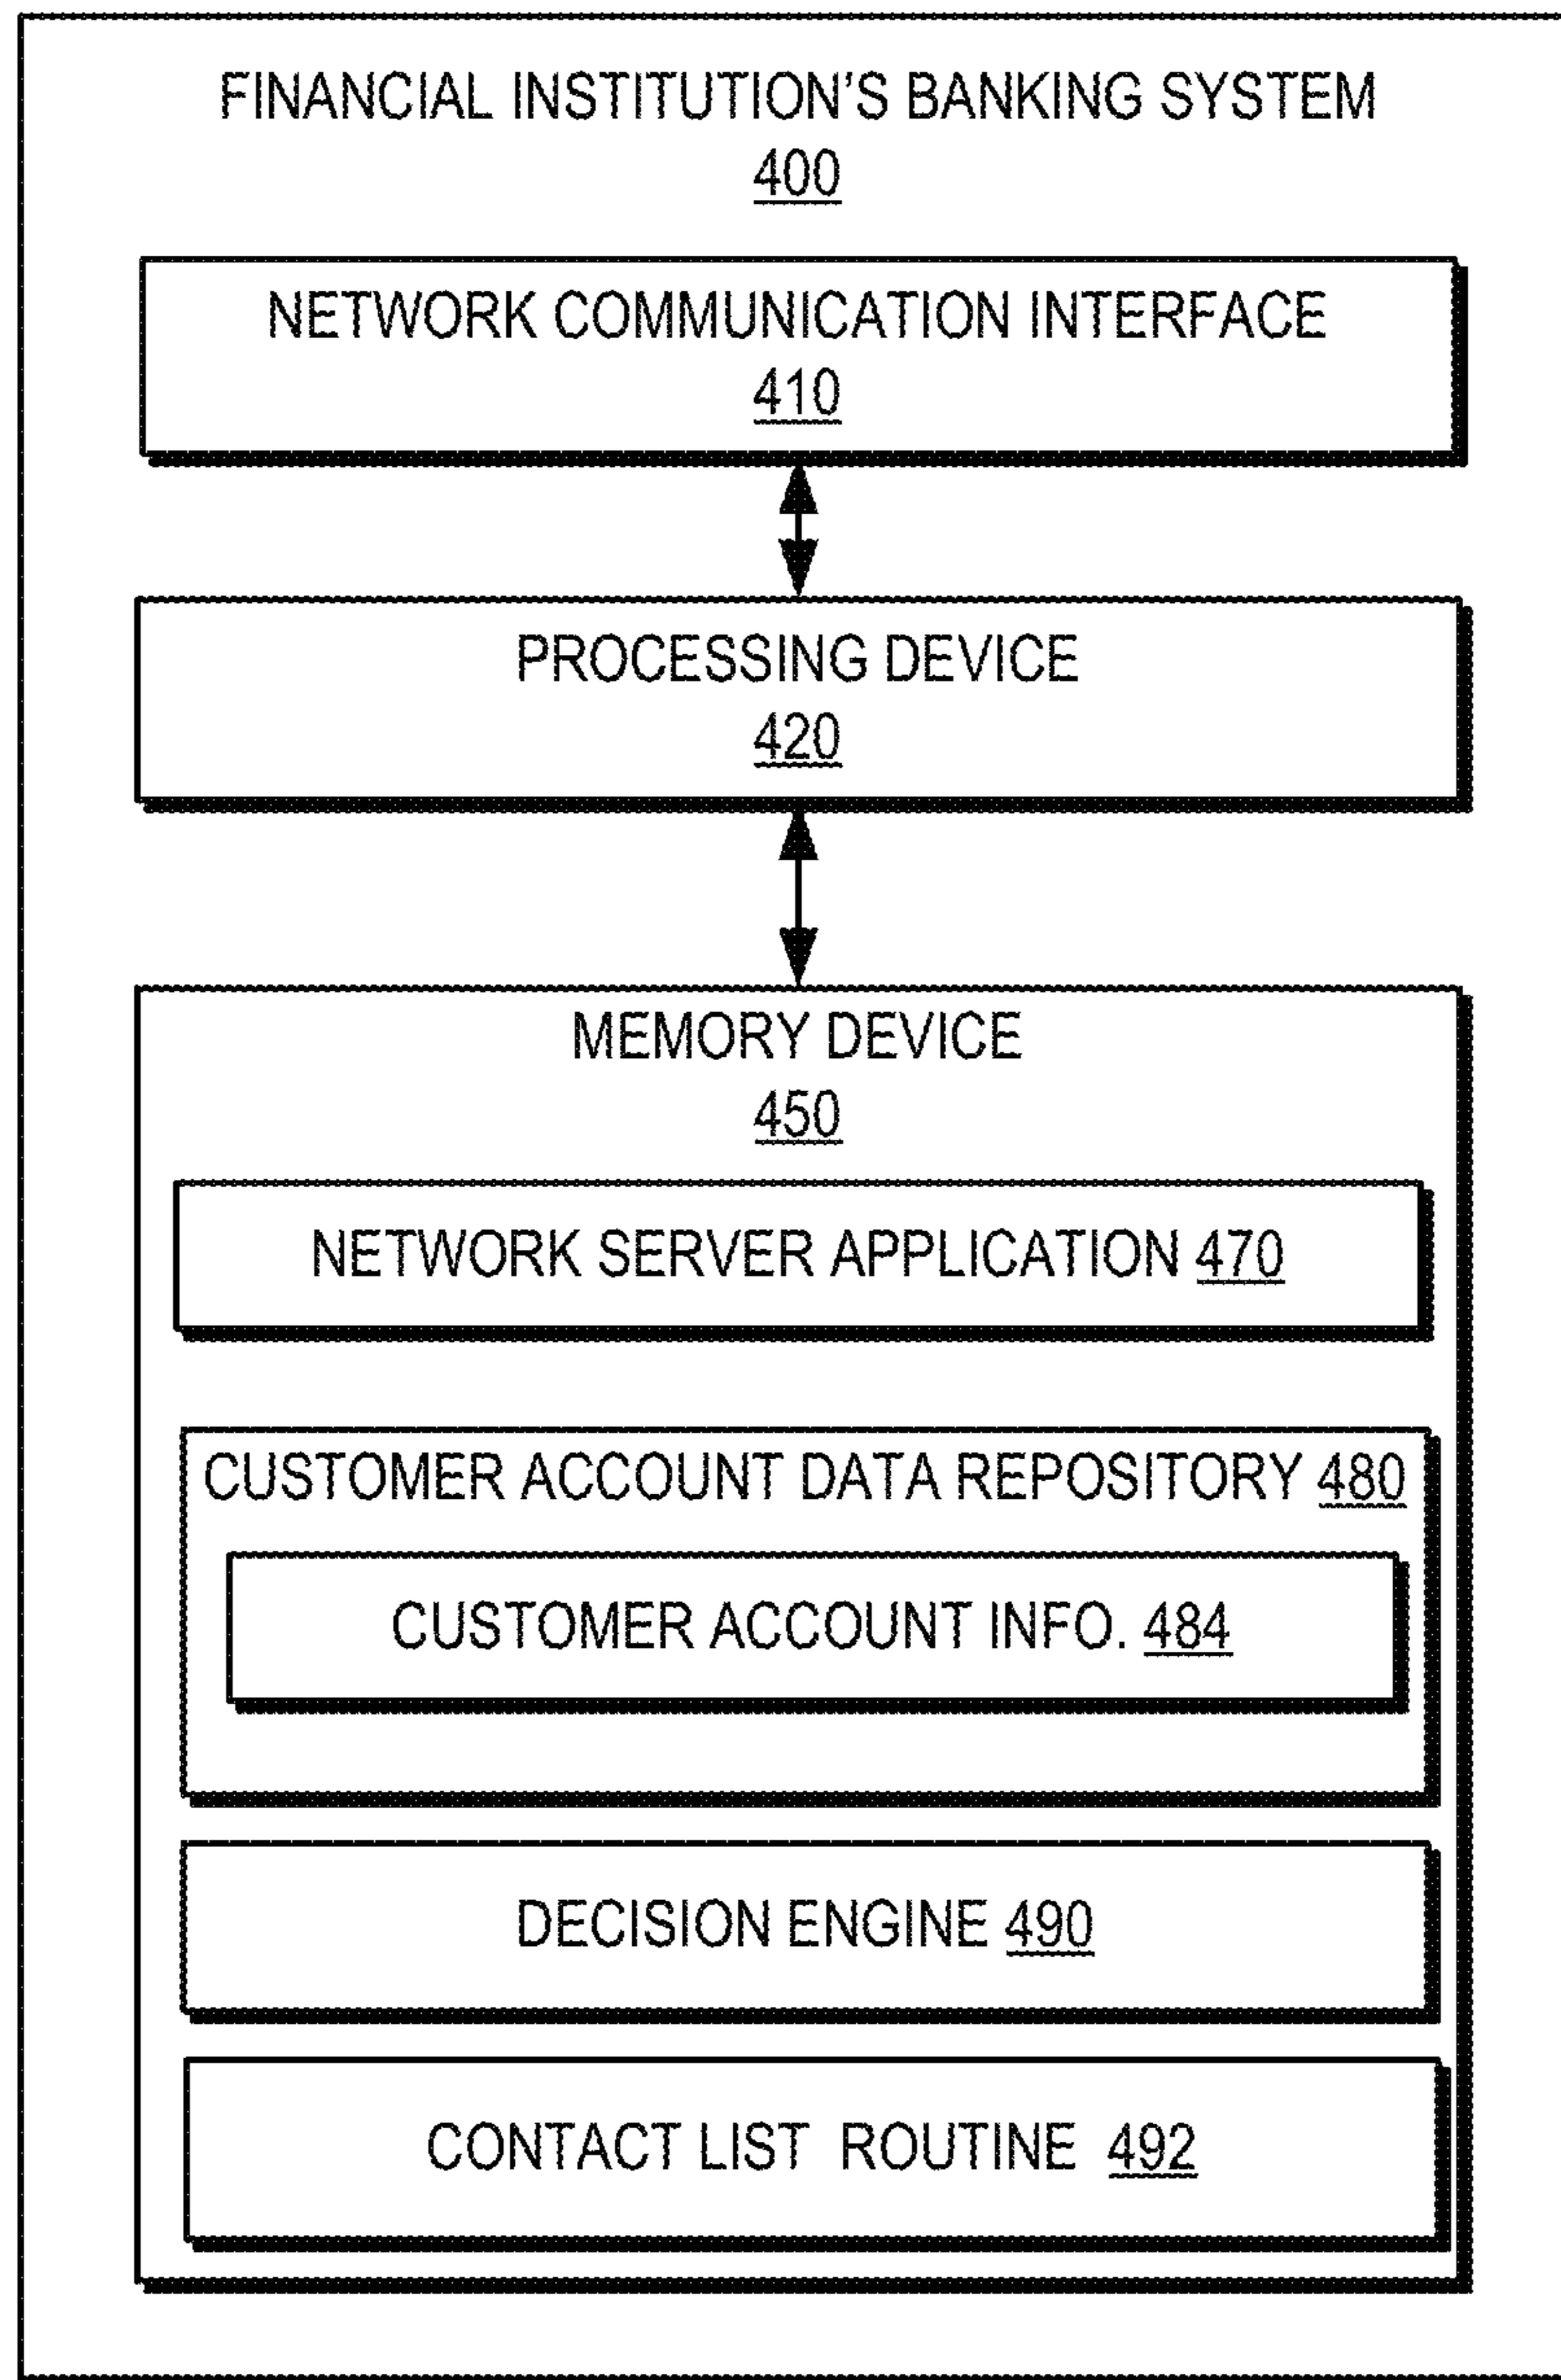 FINANCIAL INSTITUTION'S BANKING SYSTEM
400
NETWORK COMMUNICATION INTERFACE
410
PROCESSING DEVICE
420
MEMORY DEVICE
450
NETWORK SERVER APPLICATION 470
CUSTOMER ACCOUNT DATA REPOSITORY 480
CUSTOMER ACCOUNT INFO. 484
DECISION ENGINE 490
CONTACT LIST ROUTINE 492